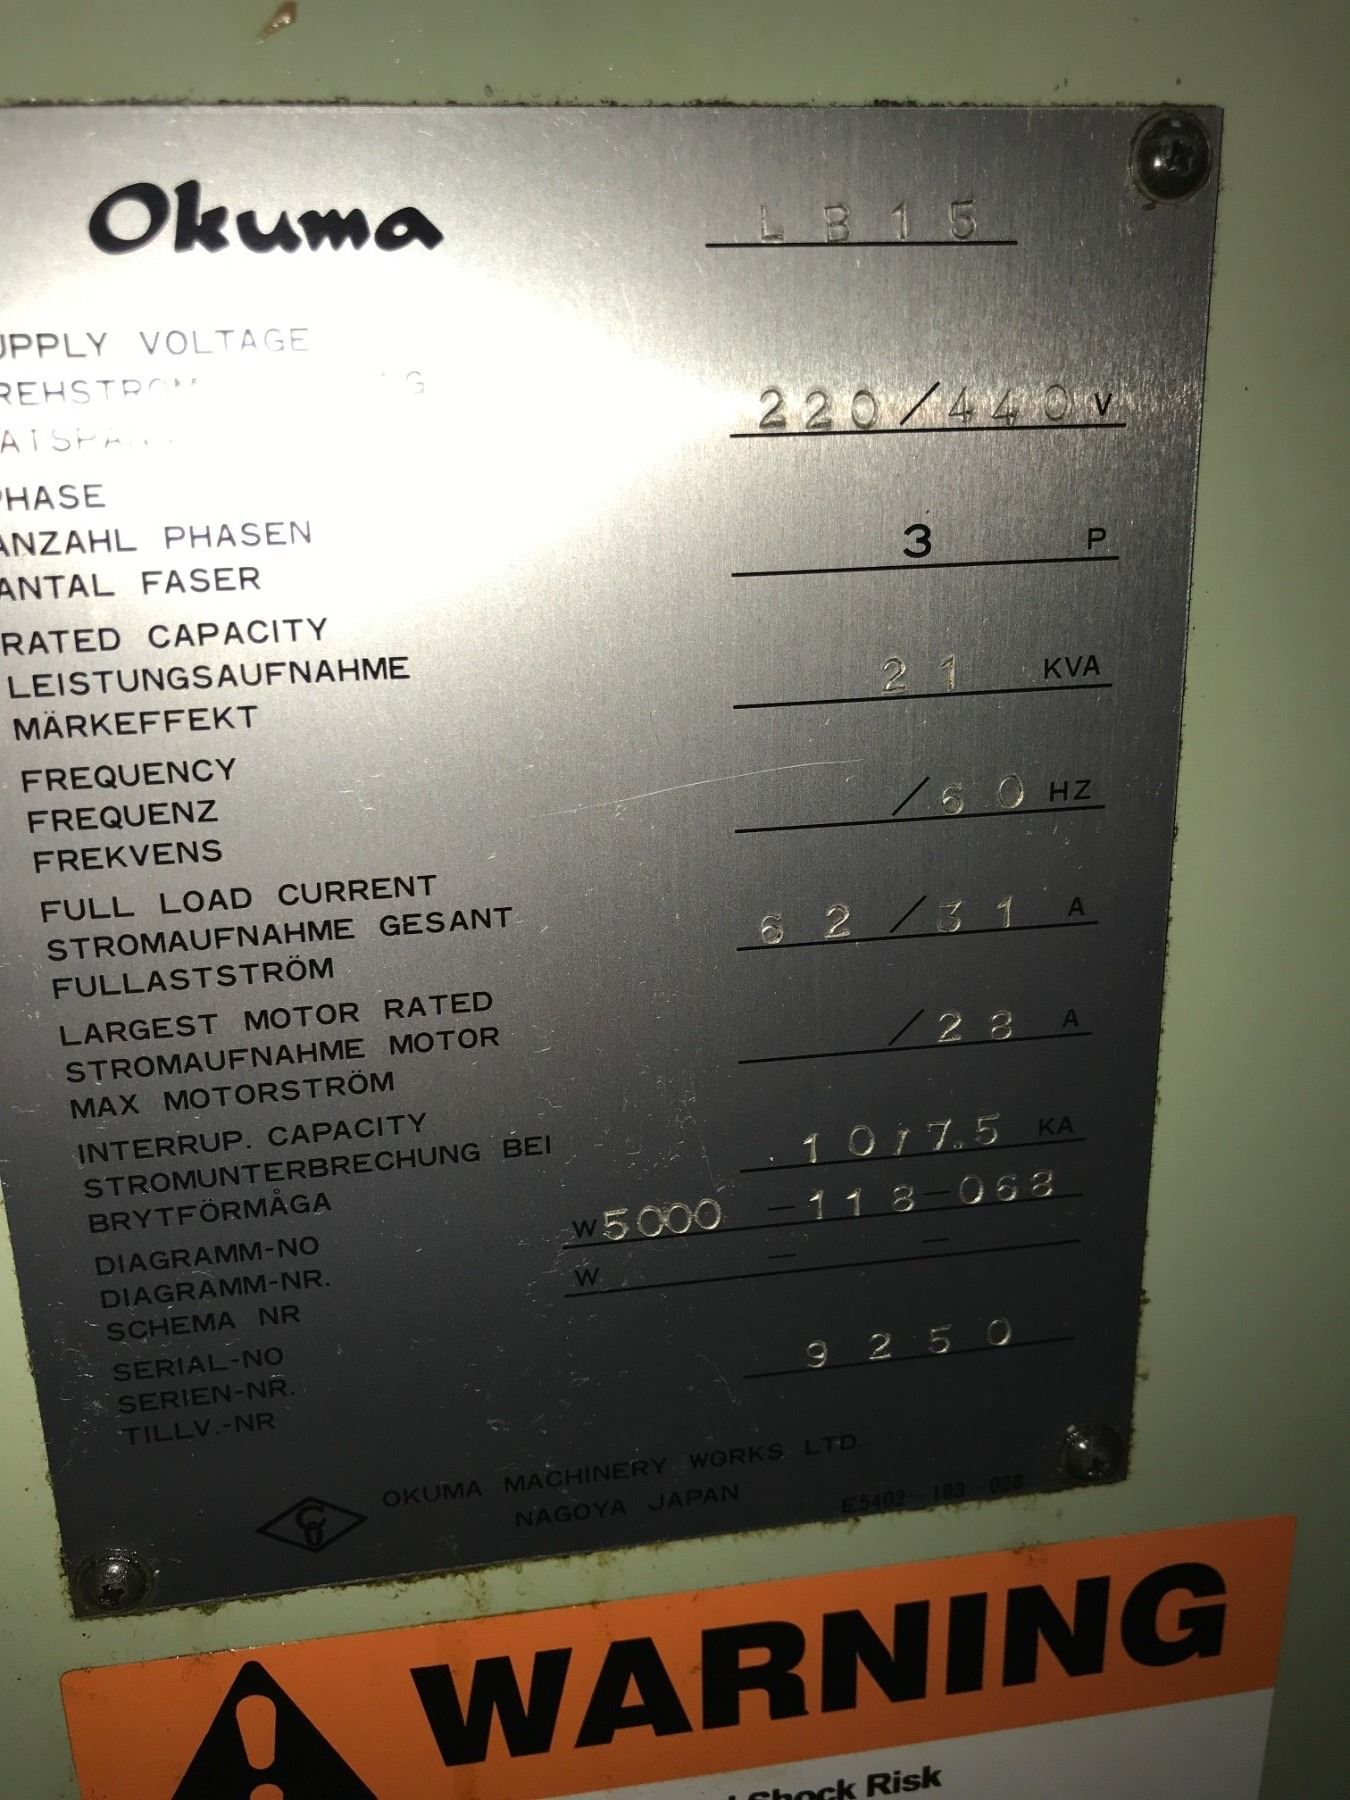 Okuma LB15
UPPLY VOLTAGE
220/440V
PHASE
ANZAHL PHASEN
3 P
ANTAL FASER
RATED CAPACITY
LEISTUNGSAUFNAHME
21 KVA
MÄRKEFFEKT
FREQUENCY
FREQUENZ
/60 HZ
FREKVENS
FULL LOAD CURRENT
STROMAUFNAHME GESANT
62/31 A
FULLASTSTRÖM
LARGEST MOTOR RATED
STROMAUFNAHME MOTOR
/28 A
MAX MOTORSTRÖM
INTERRUP. CAPACITY
STROMUNTERBRECHUNG BEI
10/7.5 KA
BRYTFÖRMÅGA
DIAGRAMM-NO
W5000-118-068
DIAGRAMM-NR.
W - -
SCHEMA NR
SERIAL-NO
SERIEN-NR.
9250
TILLV.-NR
OKUMA MACHINERY WORKS LTD.
NAGOYA JAPAN
E5402-183-028
WARNING
Shock Risk